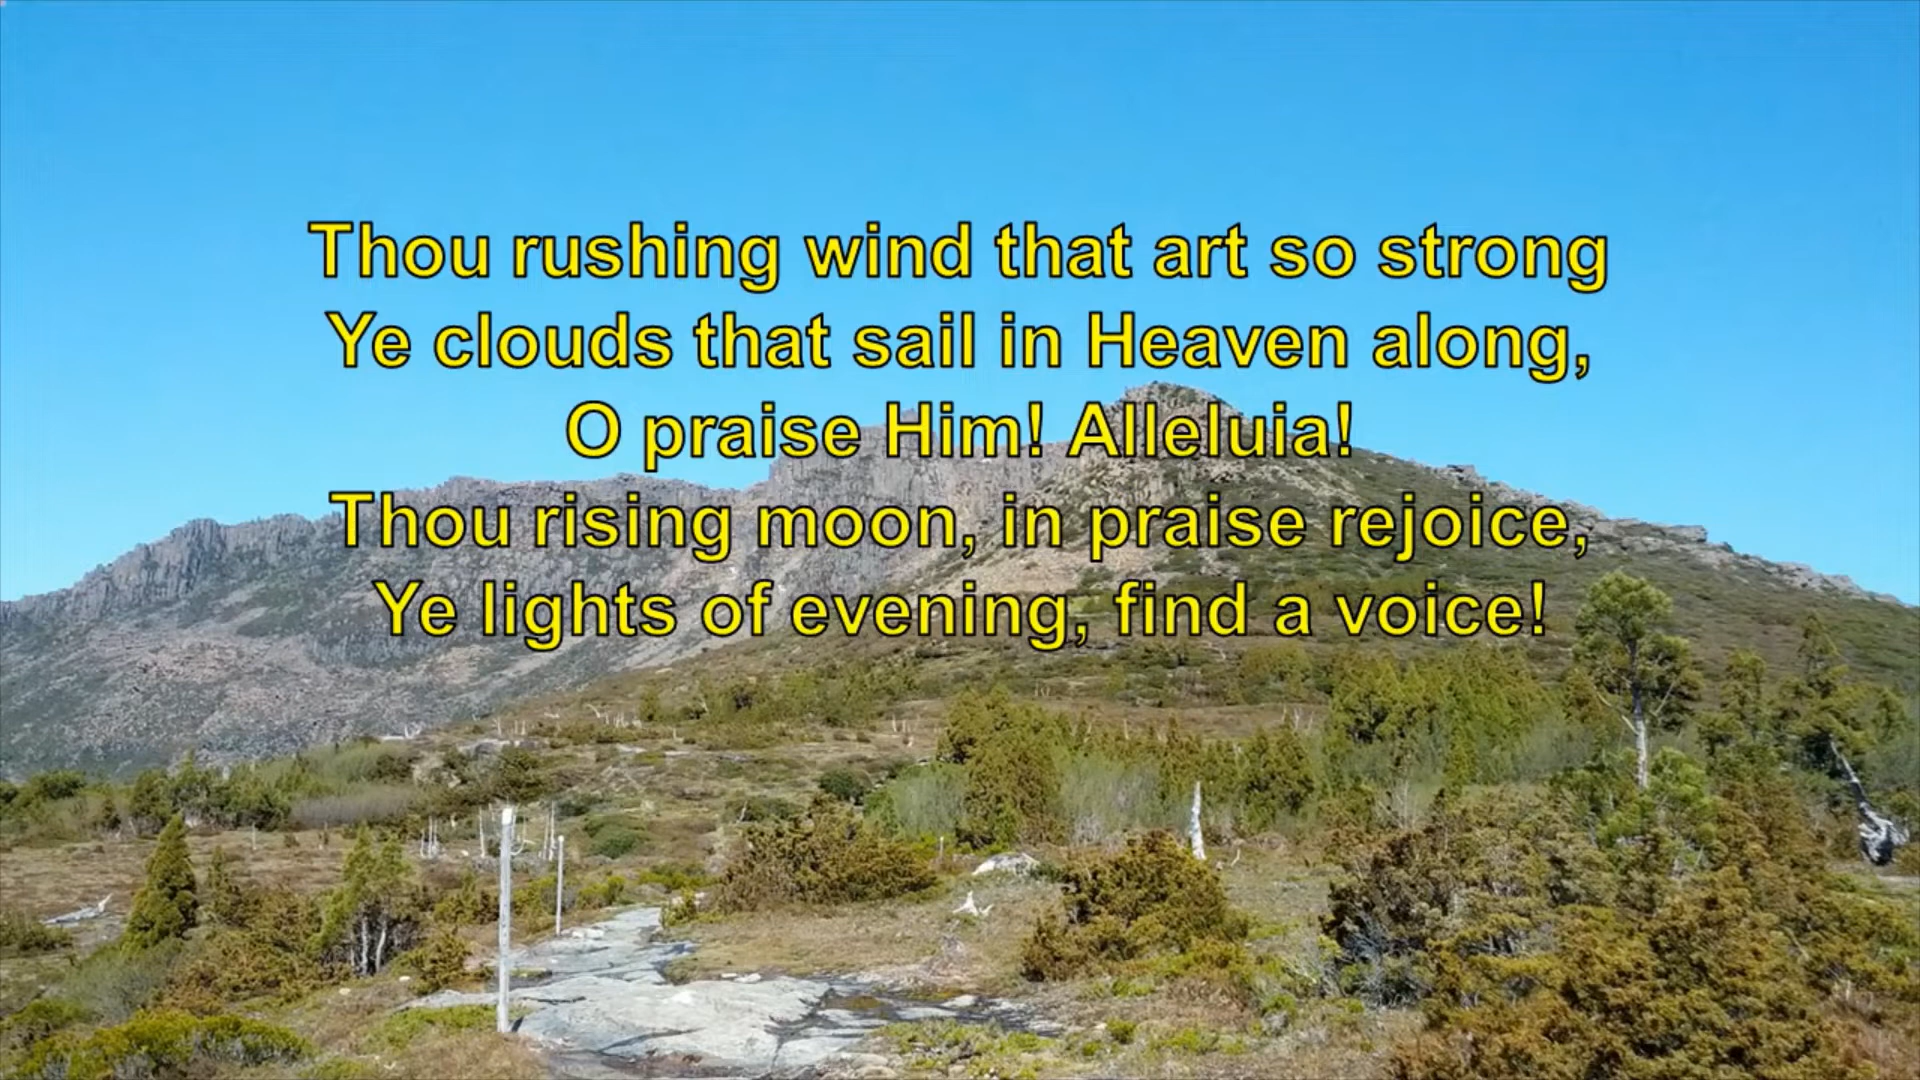 Thou rushing wind that art so strong
Ye clouds that sail in Heaven along,
O praise Him! Alleluia!
Thou rising moon, in praise rejoice,
Ye lights of evening, find a voice!